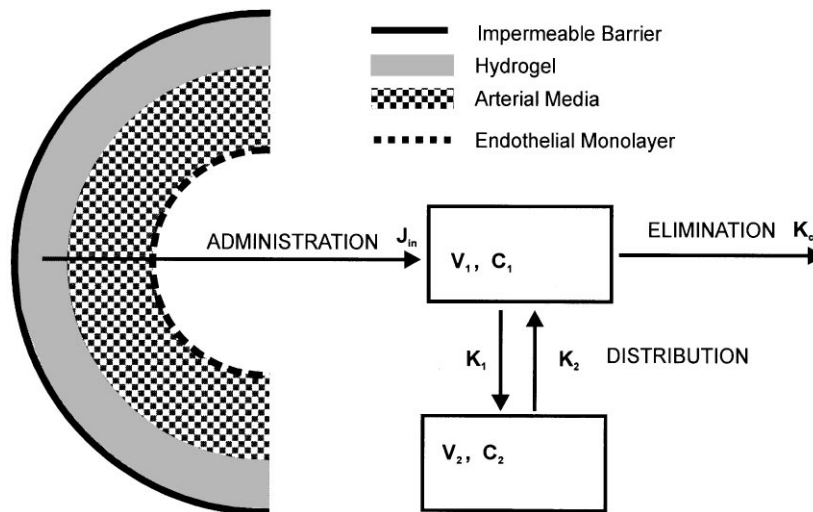 Impermeable Barrier
Hydrogel
Arterial Media
Endothelial Monolayer
ADMINISTRATION J_in
ELIMINATION K_c
V_1, C_1
K_1 K_2 DISTRIBUTION
V_2, C_2